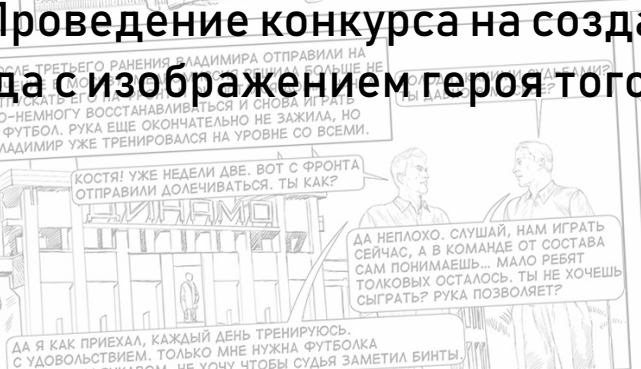 Проведение конкурса на созда
да с изображением героя того
ОСЛЕ ТРЕТЬЕГО РАНЕНИЯ ВЛАДИМИРА ОТПРАВИЛИ НА
БОЛЬШЕ НЕ
ВОССТАНАВЛИВАТЬСЯ И СНОВА ИГРАТЬ
ФУТБОЛ. РУКА ЕЩЕ ОКОНЧАТЕЛЬНО НЕ ЗАЖИЛА, НО
ВЛАДИМИР УЖЕ ТРЕНИРОВАЛСЯ НА УРОВНЕ СО ВСЕМИ.
КОСТЯ! УЖЕ НЕДЕЛИ ДВЕ. ВОТ С ФРОНТА
ОТПРАВИЛИ ДОЛЕЧИВАТЬСЯ. ТЫ КАК?
ДИНАМО
ДА НЕПЛОХО. СЛУШАЙ, НАМ ИГРАТЬ
СЕЙЧАС, А В КОМАНДЕ ОТ СОСТАВА
САМ ПОНИМАЕШЬ... МАЛО РЕБЯТ
ТОЛКОВЫХ ОСТАЛОСЬ. ТЫ НЕ ХОЧЕШЬ
СЫГРАТЬ? РУКА ПОЗВОЛЯЕТ?
ДА Я КАК ПРИЕХАЛ, КАЖДЫЙ ДЕНЬ ТРЕНИРУЮСЬ.
С УДОВОЛЬСТВИЕМ. ТОЛЬКО МНЕ НУЖНА ФУТБОЛКА
НЕ ХОЧУ ЧТОБЫ СУДЬЯ ЗАМЕТИЛ БИНТЫ.